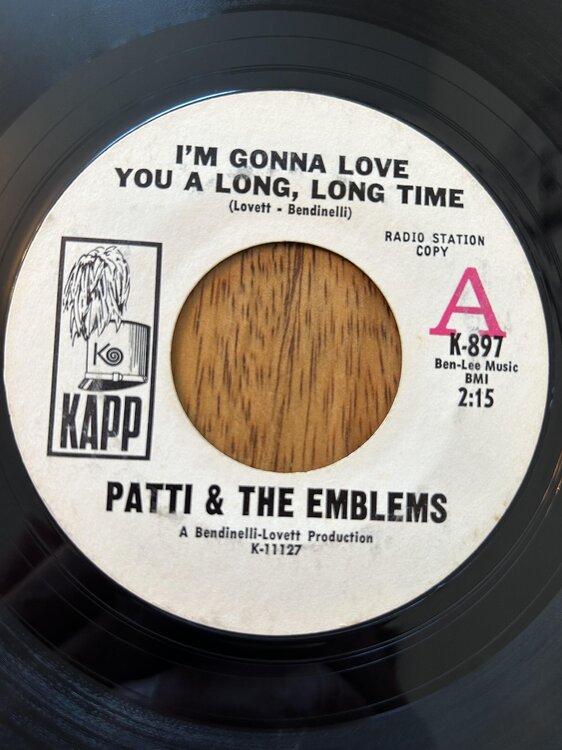 I'M GONNA LOVE
YOU A LONG, LONG TIME
(Lovett - Bendinelli)
RADIO STATION
COPY
A
K-897
Ben-Lee Music
BMI
2:15
K
KAPP
PATTI & THE EMBLEMS
A Bendinelli-Lovett Production
K-11127